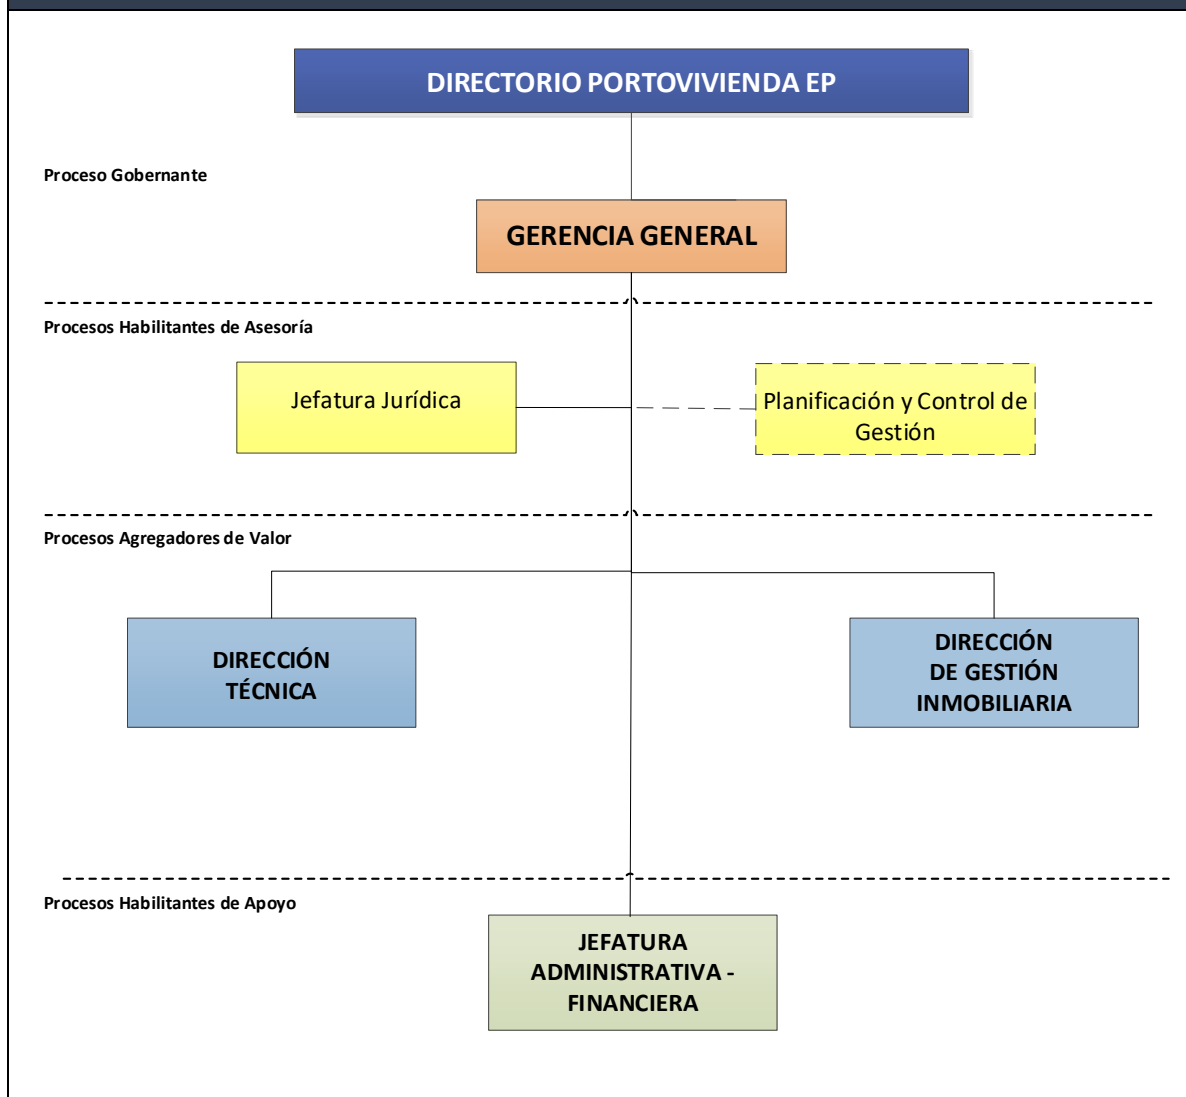 DIRECTORIO PORTOVIVIENDA EP
Proceso Gobernante
GERENCIA GENERAL
Procesos Habilitantes de Asesoría
Jefatura Jurídica
Planificación y Control de
Gestión
Procesos Agregadores de Valor
DIRECCIÓN
TÉCNICA
DIRECCIÓN
DE GESTIÓN
INMOBILIARIA
Procesos Habilitantes de Apoyo
JEFATURA
ADMINISTRATIVA -
FINANCIERA